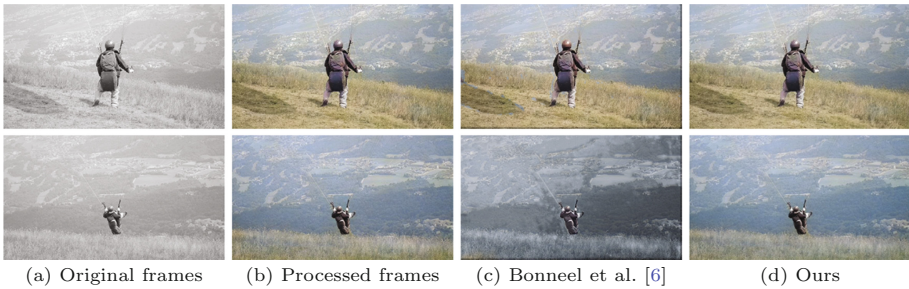 (a) Original frames (b) Processed frames (c) Bonneel et al. [6] (d) Ours